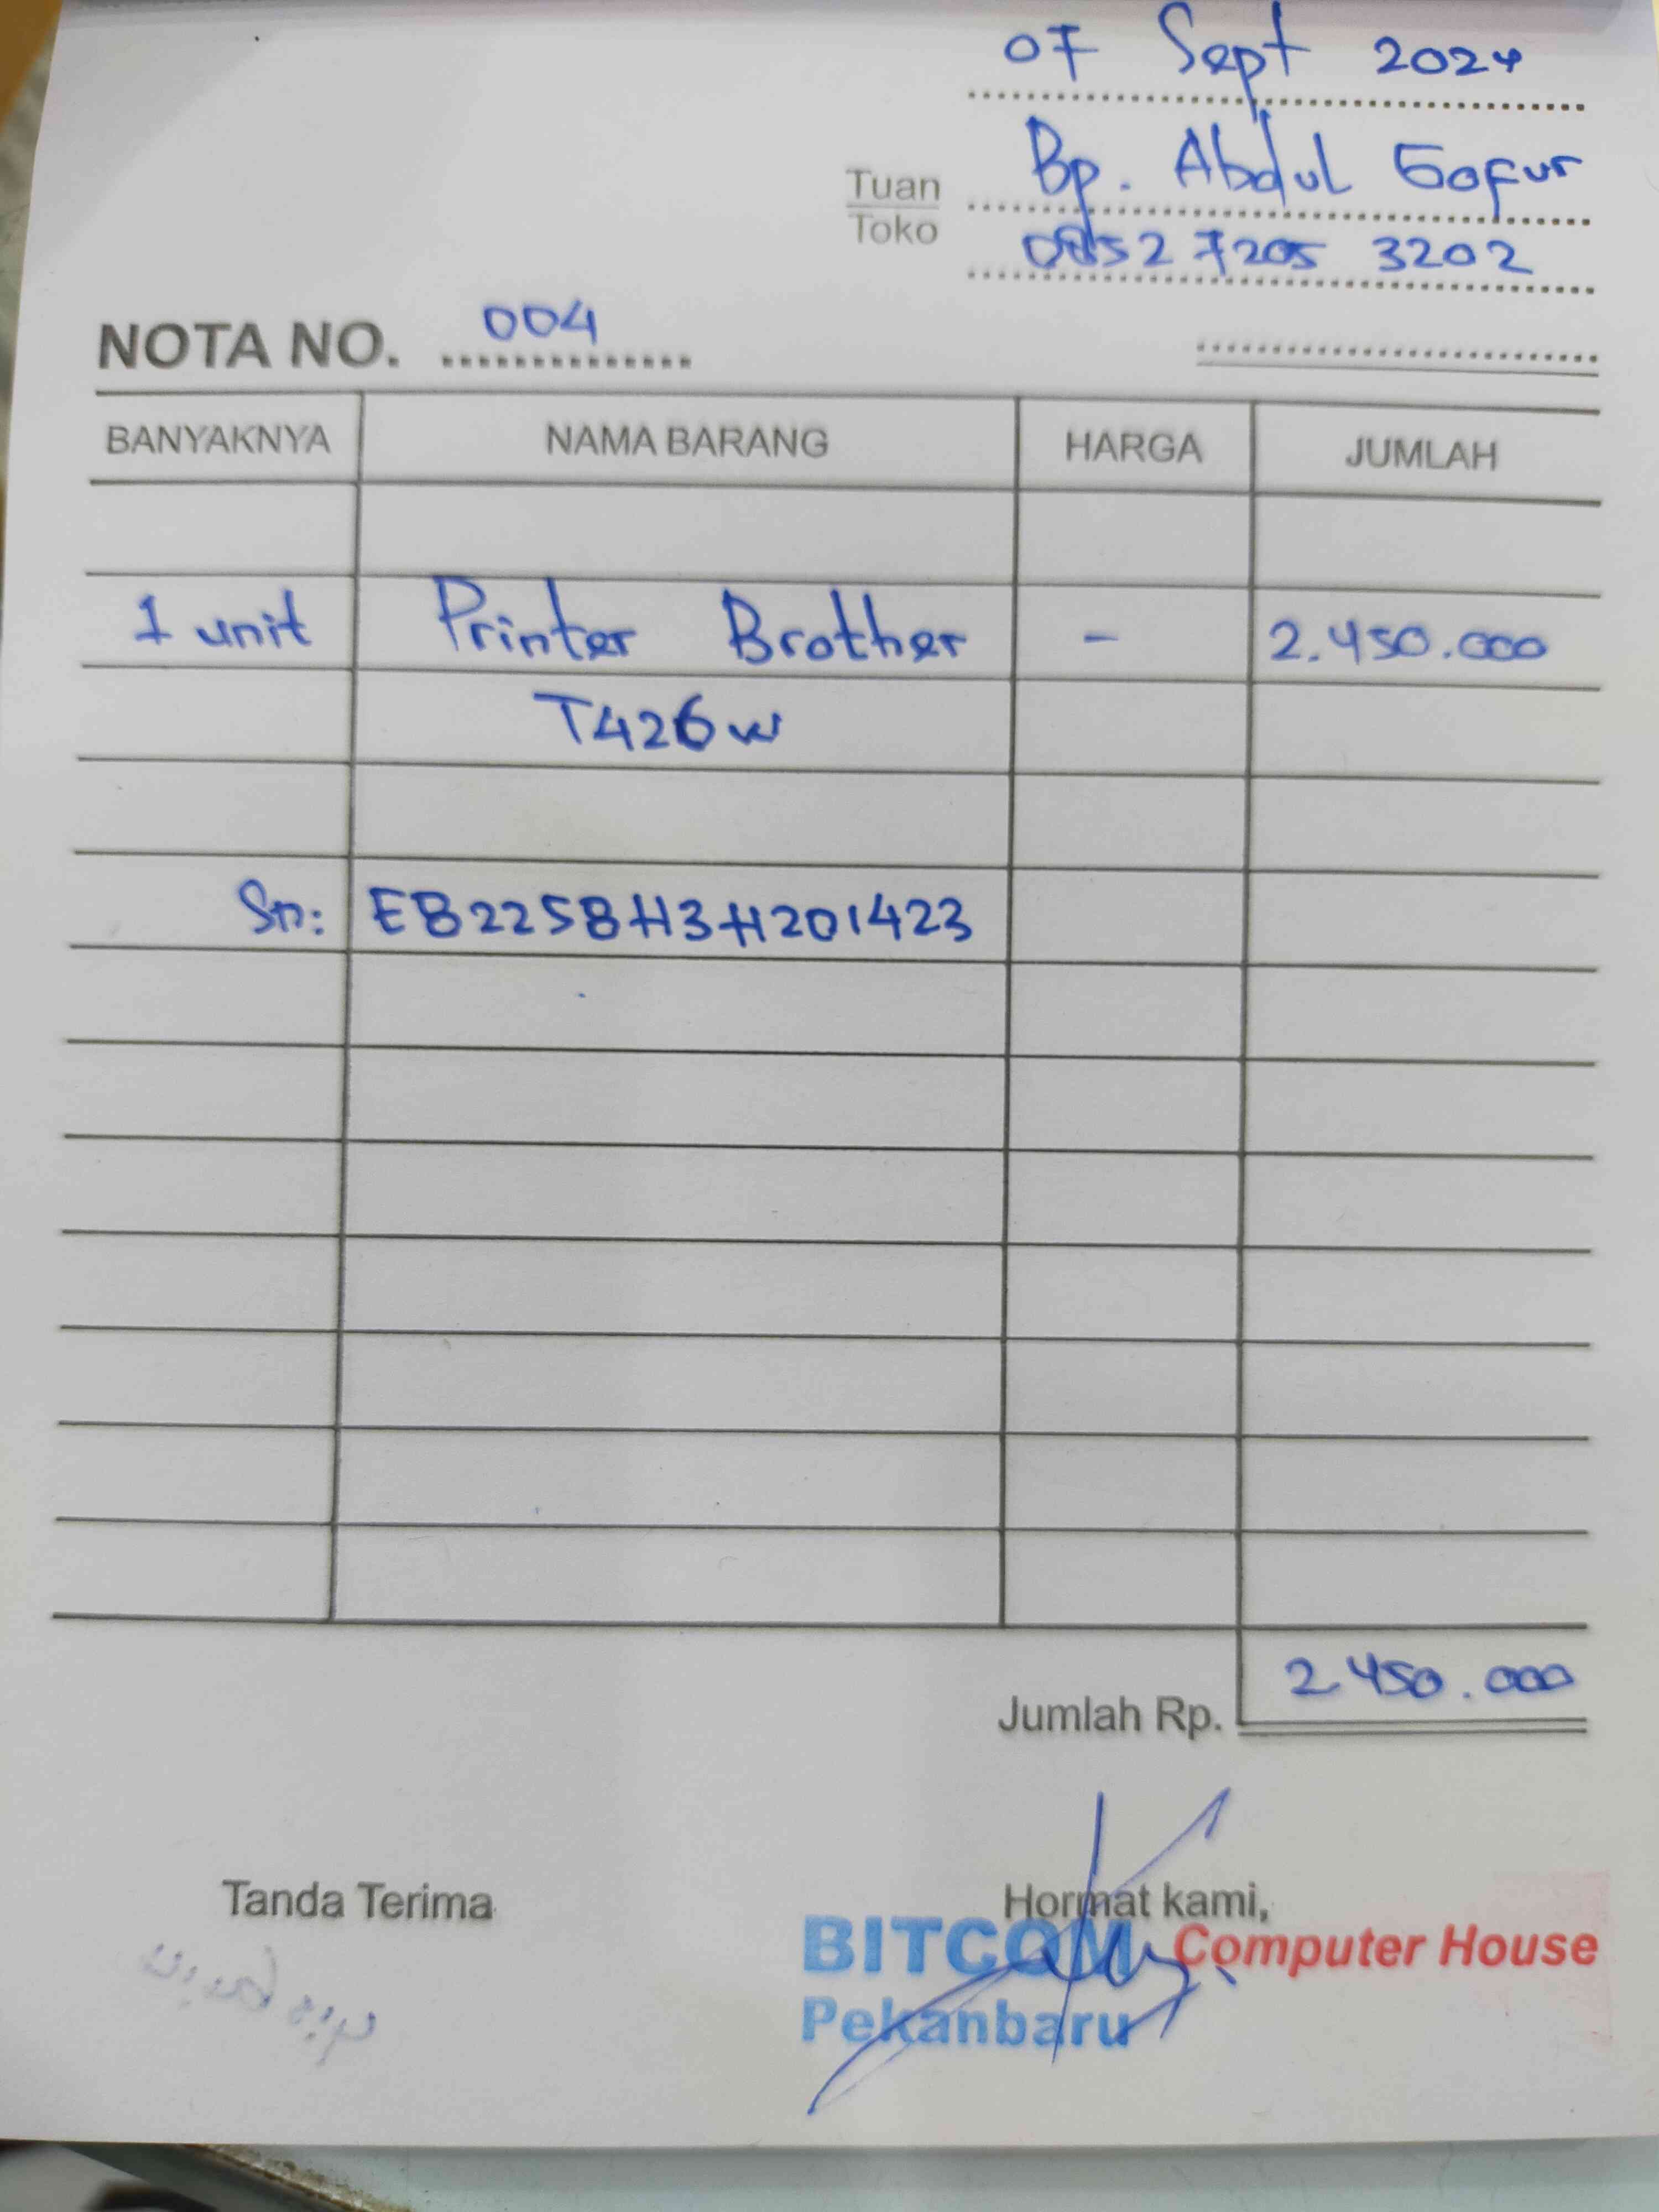 07 Sept 2024
Tuan Bp. Abdul Gofur
Toko 0852 7205 3202
NOTA NO. 004
BANYAKNYA NAMA BARANG HARGA JUMLAH
1 unit Printer Brother - 2.450.000
T426w
Sn: EB2258H3H201423
Jumlah Rp. 2.450.000
Tanda Terima Hormat kami,
BITCOM Computer House
Pekanbaru